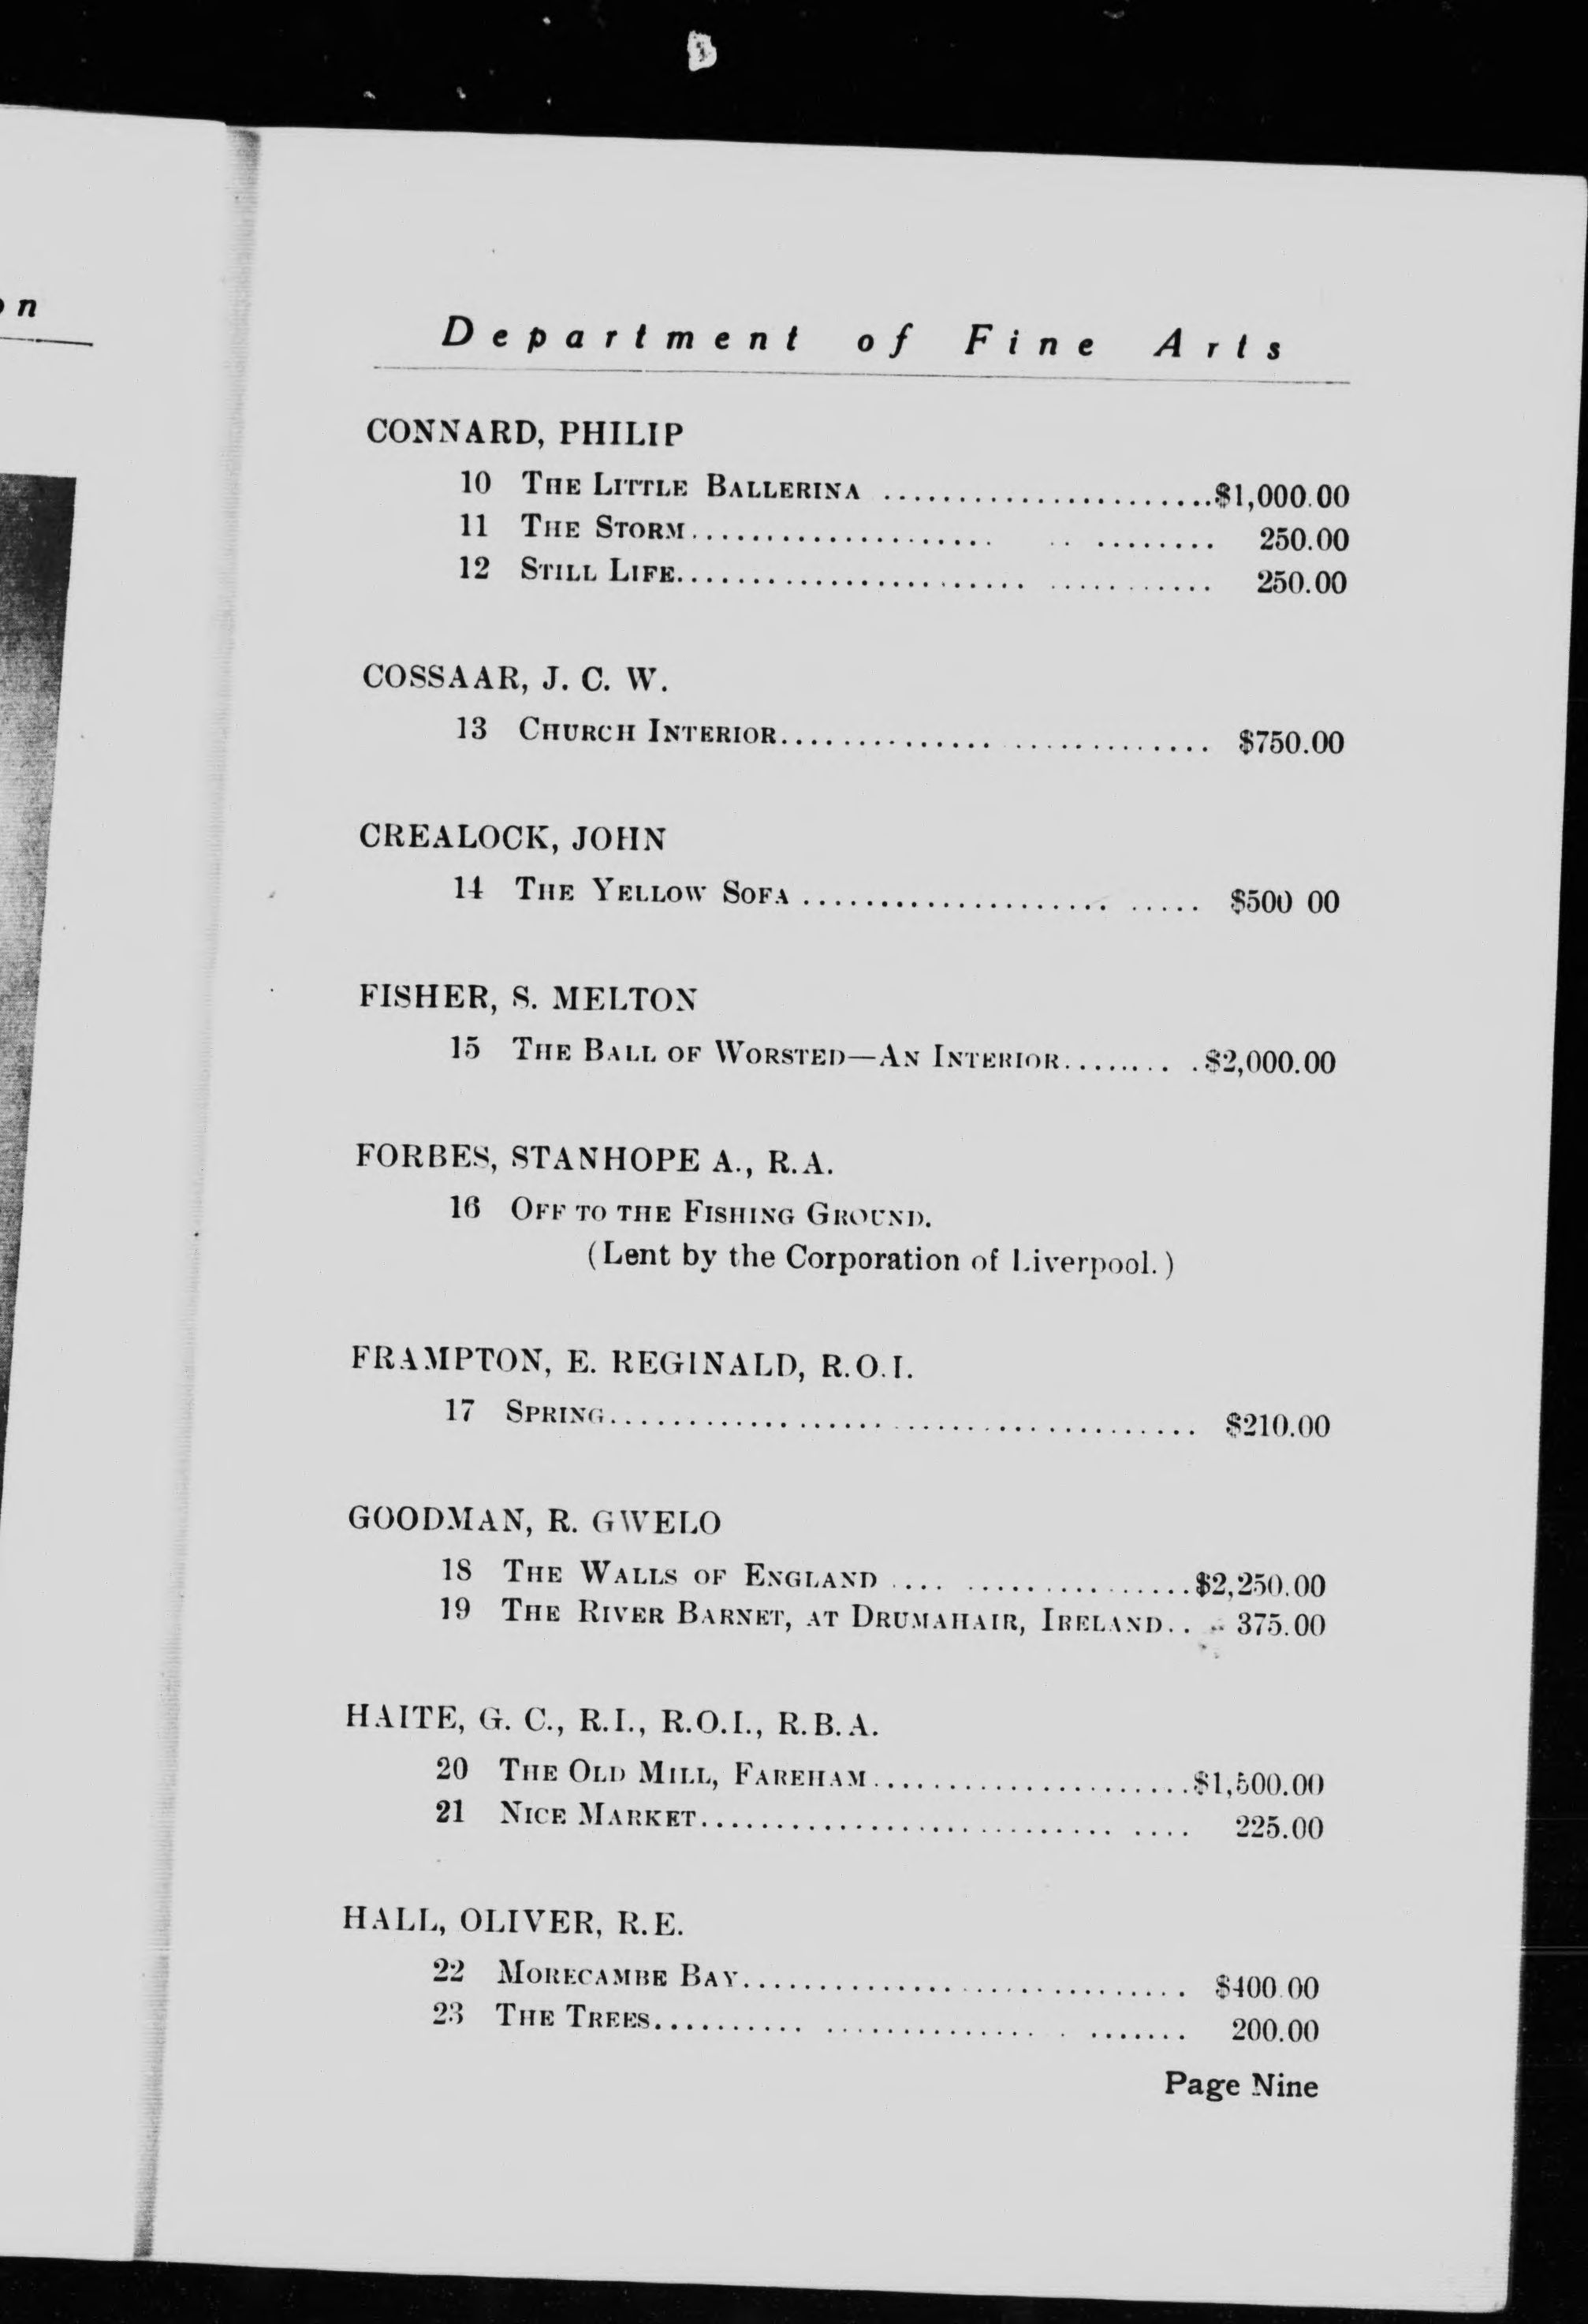 on
Department of Fine Arts
CONNARD, PHILIP
10 THE LITTLE BALLERINA ........................$1,000.00
11 THE STORM.................... .. ......... 250.00
12 STILL LIFE........................ ........... 250.00
COSSAAR, J. C. W.
13 CHURCH INTERIOR............... .............. $750.00
CREALOCK, JOHN
14 THE YELLOW SOFA .................... ..... $500 00
FISHER, S. MELTON
15 THE BALL OF WORSTED—AN INTERIOR........ .$2,000.00
FORBES, STANHOPE A., R.A.
16 OFF TO THE FISHING GROUND.
(Lent by the Corporation of Liverpool.)
FRAMPTON, E. REGINALD, R.O.I.
17 SPRING....................................... $210.00
GOODMAN, R. GWELO
18 THE WALLS OF ENGLAND .... ...............$2,250.00
19 THE RIVER BARNET, AT DRUMAHAIR, IRELAND.. .. 375.00
HAITE, G. C., R.I., R.O.I., R.B.A.
20 THE OLD MILL, FAREHAM.....................$1,500.00
21 NICE MARKET............................ .... 225.00
HALL, OLIVER, R.E.
22 MORECAMBE BAY............................. $400.00
23 THE TREES.......... .............. . ....... 200.00
Page Nine